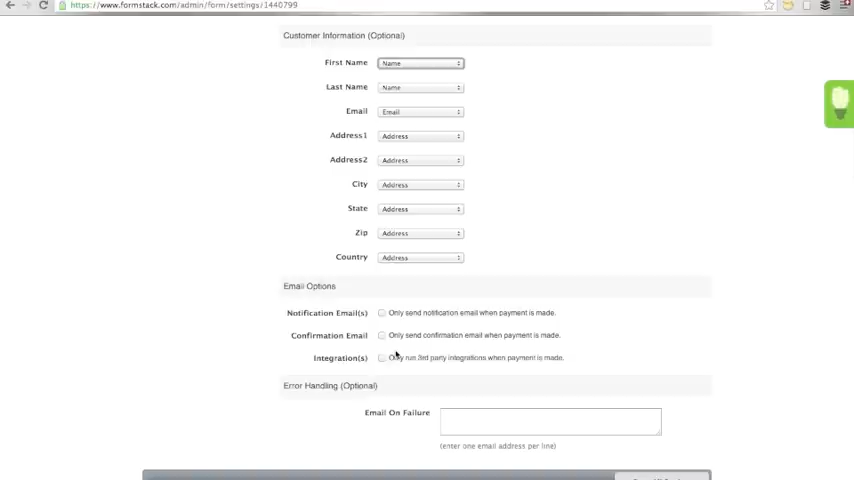 https://www.formstack.com/admin/form/settings/1440799
Customer Information (Optional)
First Name Name
Last Name Name
Email Email
Address1 Address
Address2 Address
City Address
State Address
Zip Address
Country Address
Email Options
Notification Email(s) Only send notification email when payment is made.
Confirmation Email Only send confirmation email when payment is made.
Integration(s) Only run 3rd party integrations when payment is made.
Error Handling (Optional)
Email On Failure
(enter one email address per line)